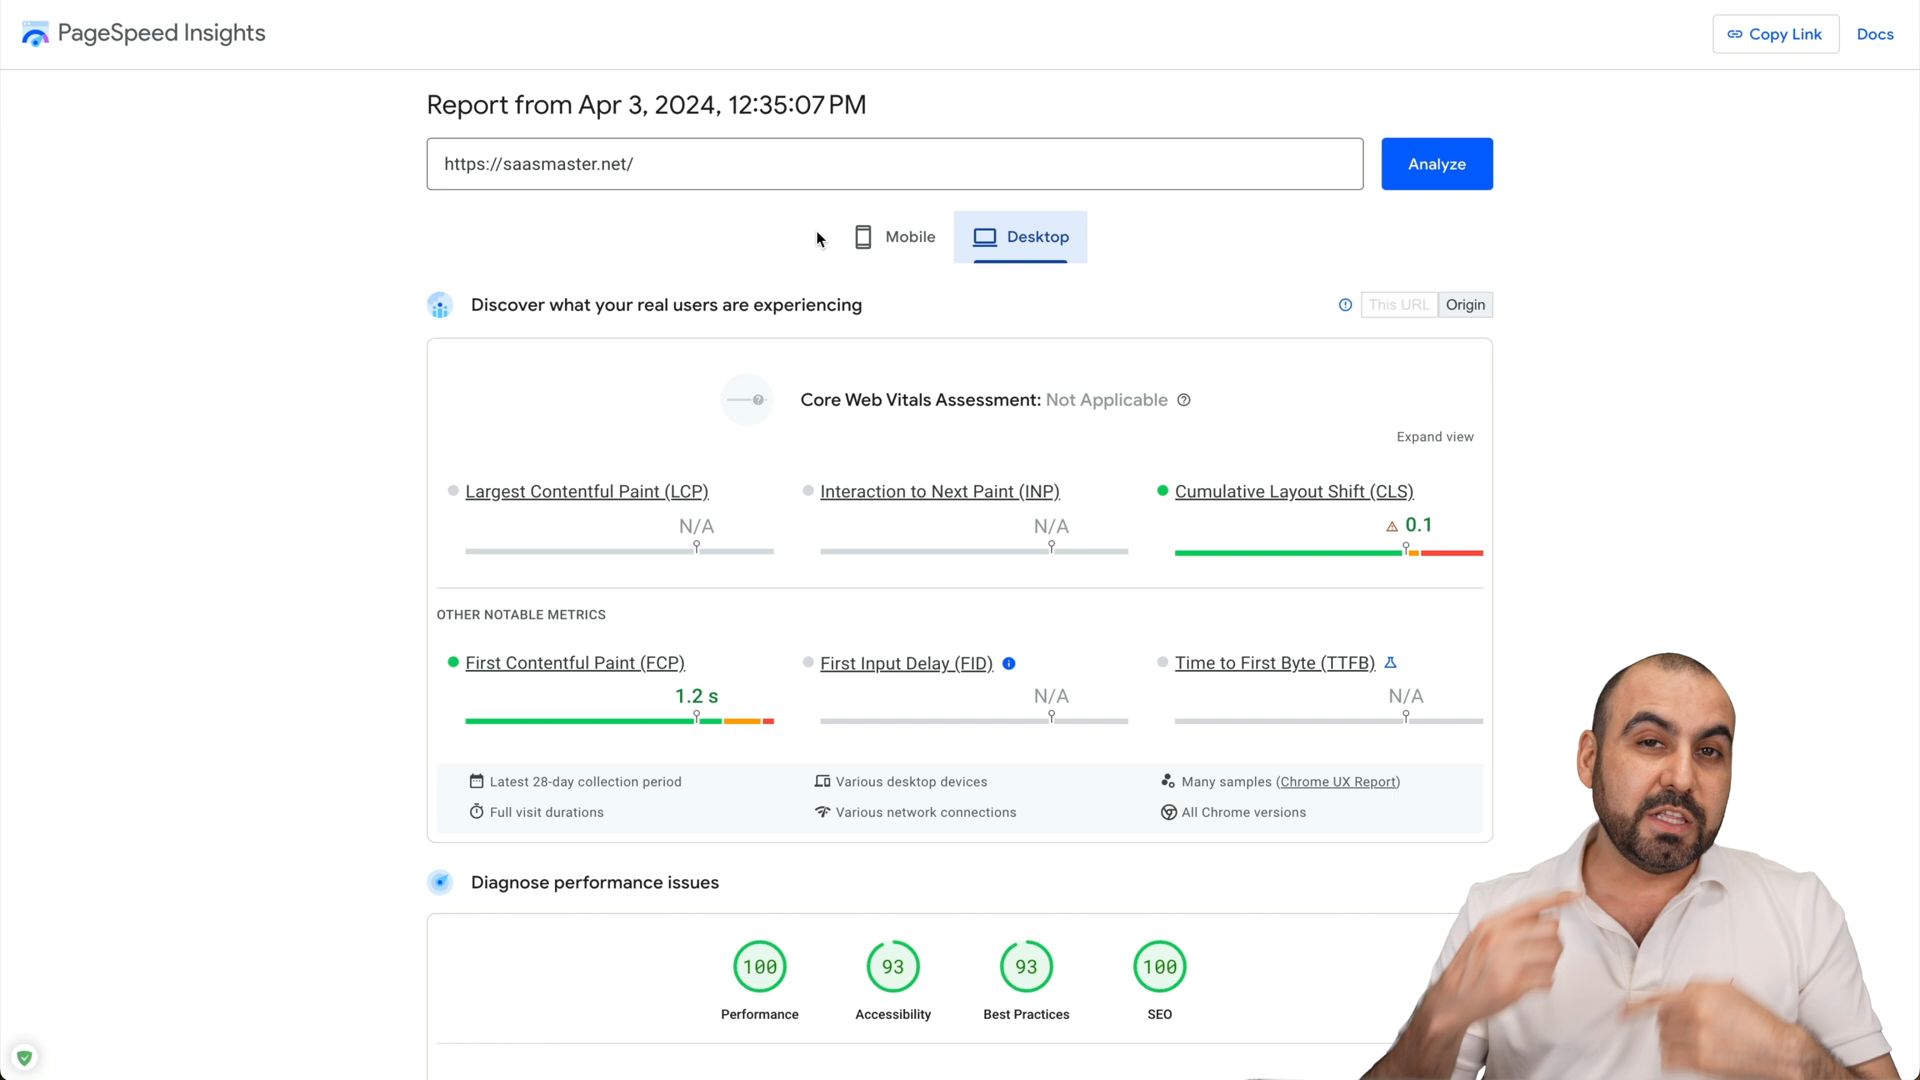 PageSpeed Insights
Copy Link
Docs
Report from Apr 3, 2024, 12:35:07 PM
https://saasmaster.net/
Analyze
Mobile
Desktop
Discover what your real users are experiencing
This URL
Origin
Core Web Vitals Assessment: Not Applicable
Expand view
Largest Contentful Paint (LCP)
N/A
Interaction to Next Paint (INP)
N/A
Cumulative Layout Shift (CLS)
0.1
OTHER NOTABLE METRICS
First Contentful Paint (FCP)
1.2 s
First Input Delay (FID)
N/A
Time to First Byte (TTFB)
N/A
Latest 28-day collection period
Various desktop devices
Many samples (Chrome UX Report)
Full visit durations
Various network connections
All Chrome versions
Diagnose performance issues
100
Performance
93
Accessibility
93
Best Practices
100
SEO